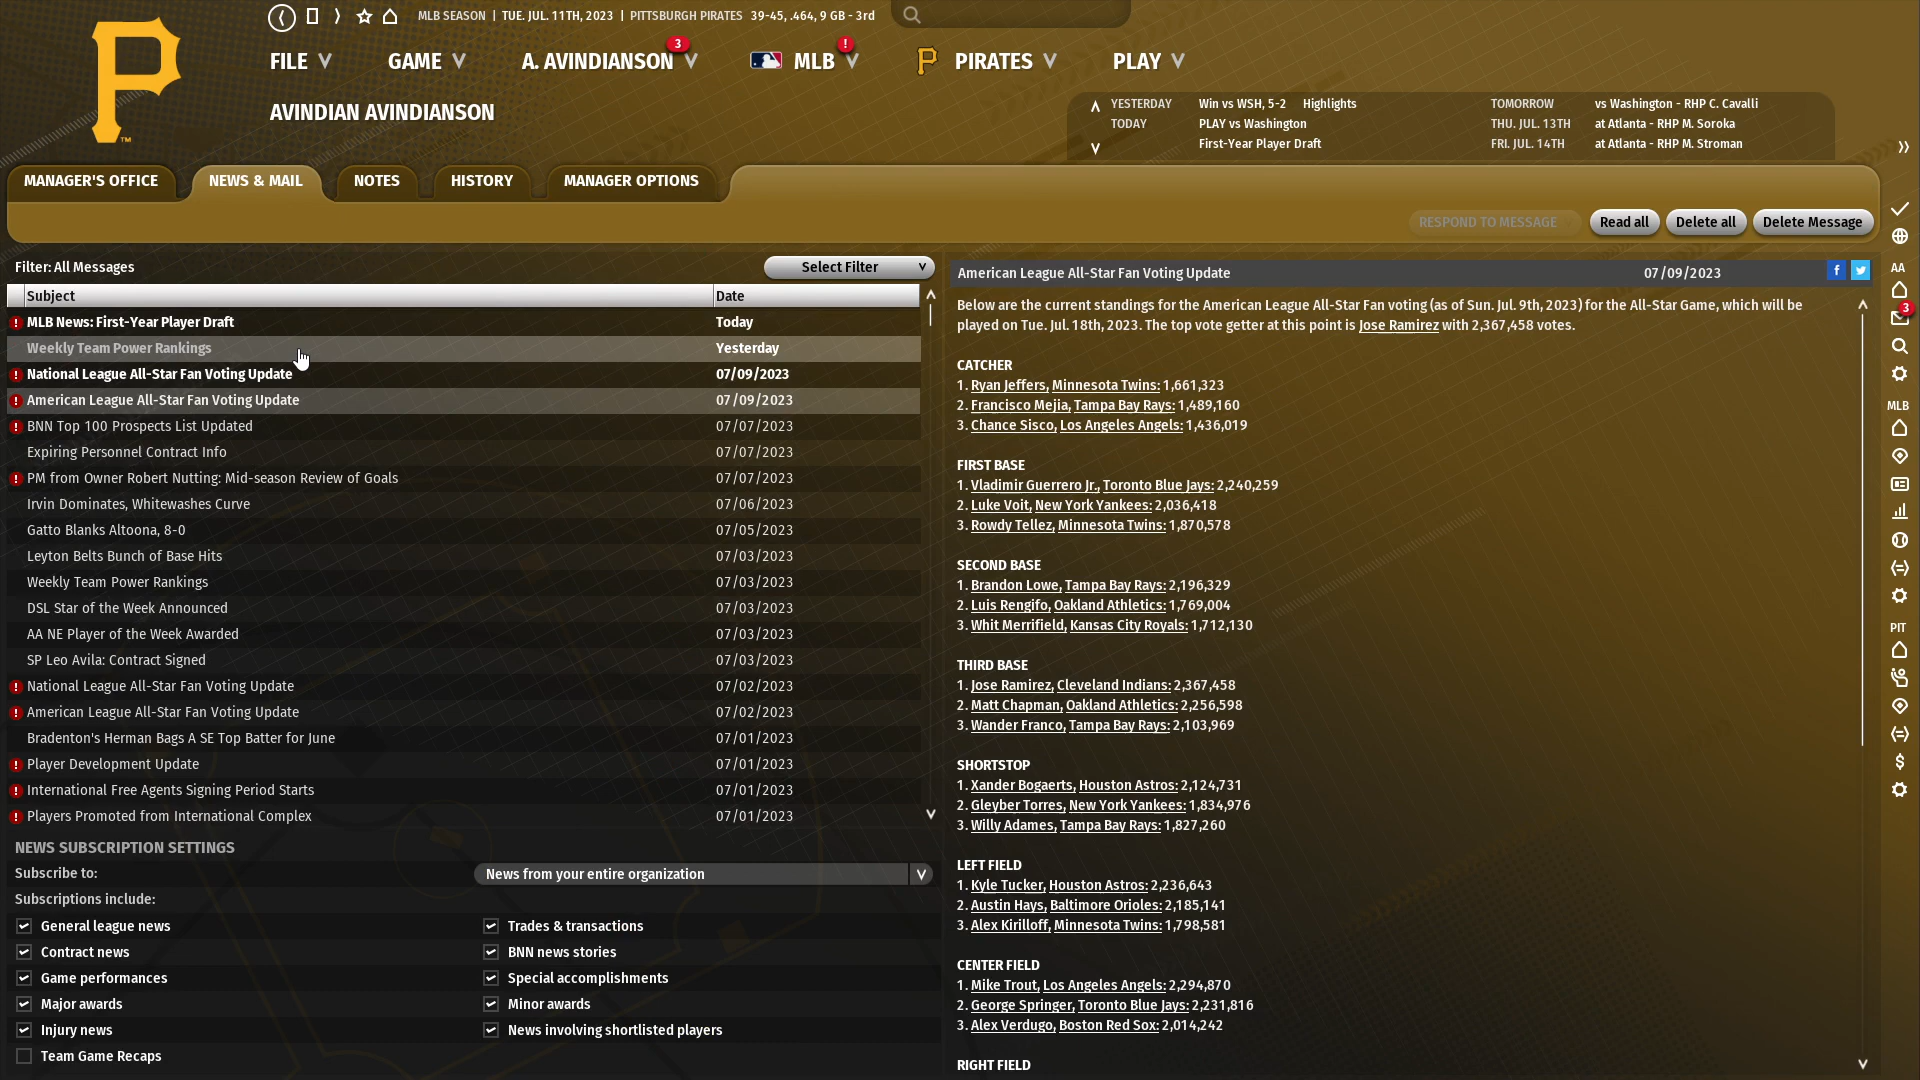 MLB SEASON | TUE. JUL. 11TH, 2023 | PITTSBURGH PIRATES 39-45, .464, 9 GB - 3rd
FILE
GAME
A. AVINDIANSON
3
MLB
!
PIRATES
PLAY
P
TM
AVINDIAN AVINDIANSON
YESTERDAY Win vs WSH, 5-2 Highlights
TODAY PLAY vs Washington
First-Year Player Draft
TOMORROW vs Washington - RHP C. Cavalli
THU. JUL. 13TH at Atlanta - RHP M. Soroka
FRI. JUL. 14TH at Atlanta - RHP M. Stroman
MANAGER'S OFFICE
NEWS & MAIL
NOTES
HISTORY
MANAGER OPTIONS
RESPOND TO MESSAGE
Read all
Delete all
Delete Message
Filter: All Messages
Select Filter
Subject Date
! MLB News: First-Year Player Draft Today
Weekly Team Power Rankings Yesterday
! National League All-Star Fan Voting Update 07/09/2023
! American League All-Star Fan Voting Update 07/09/2023
! BNN Top 100 Prospects List Updated 07/07/2023
Expiring Personnel Contract Info 07/07/2023
! PM from Owner Robert Nutting: Mid-season Review of Goals 07/07/2023
Irvin Dominates, Whitewashes Curve 07/06/2023
Gatto Blanks Altoona, 8-0 07/05/2023
Leyton Belts Bunch of Base Hits 07/03/2023
Weekly Team Power Rankings 07/03/2023
DSL Star of the Week Announced 07/03/2023
AA NE Player of the Week Awarded 07/03/2023
SP Leo Avila: Contract Signed 07/03/2023
! National League All-Star Fan Voting Update 07/02/2023
! American League All-Star Fan Voting Update 07/02/2023
Bradenton's Herman Bags A SE Top Batter for June 07/01/2023
! Player Development Update 07/01/2023
! International Free Agents Signing Period Starts 07/01/2023
! Players Promoted from International Complex 07/01/2023
NEWS SUBSCRIPTION SETTINGS
Subscribe to: News from your entire organization
Subscriptions include:
General league news Trades & transactions
Contract news BNN news stories
Game performances Special accomplishments
Major awards Minor awards
Injury news News involving shortlisted players
Team Game Recaps
American League All-Star Fan Voting Update 07/09/2023
f
Below are the current standings for the American League All-Star Fan voting (as of Sun. Jul. 9th, 2023) for the All-Star Game, which will be
played on Tue. Jul. 18th, 2023. The top vote getter at this point is Jose Ramirez with 2,367,458 votes.
CATCHER
1. Ryan Jeffers, Minnesota Twins: 1,661,323
2. Francisco Mejia, Tampa Bay Rays: 1,489,160
3. Chance Sisco, Los Angeles Angels: 1,436,019
FIRST BASE
1. Vladimir Guerrero Jr., Toronto Blue Jays: 2,240,259
2. Luke Voit, New York Yankees: 2,036,418
3. Rowdy Tellez, Minnesota Twins: 1,870,578
SECOND BASE
1. Brandon Lowe, Tampa Bay Rays: 2,196,329
2. Luis Rengifo, Oakland Athletics: 1,769,004
3. Whit Merrifield, Kansas City Royals: 1,712,130
THIRD BASE
1. Jose Ramirez, Cleveland Indians: 2,367,458
2. Matt Chapman, Oakland Athletics: 2,256,598
3. Wander Franco, Tampa Bay Rays: 2,103,969
SHORTSTOP
1. Xander Bogaerts, Houston Astros: 2,124,731
2. Gleyber Torres, New York Yankees: 1,834,976
3. Willy Adames, Tampa Bay Rays: 1,827,260
LEFT FIELD
1. Kyle Tucker, Houston Astros: 2,236,643
2. Austin Hays, Baltimore Orioles: 2,185,141
3. Alex Kirilloff, Minnesota Twins: 1,798,581
CENTER FIELD
1. Mike Trout, Los Angeles Angels: 2,294,870
2. George Springer, Toronto Blue Jays: 2,231,816
3. Alex Verdugo, Boston Red Sox: 2,014,242
RIGHT FIELD
AA
3
MLB
PIT
$